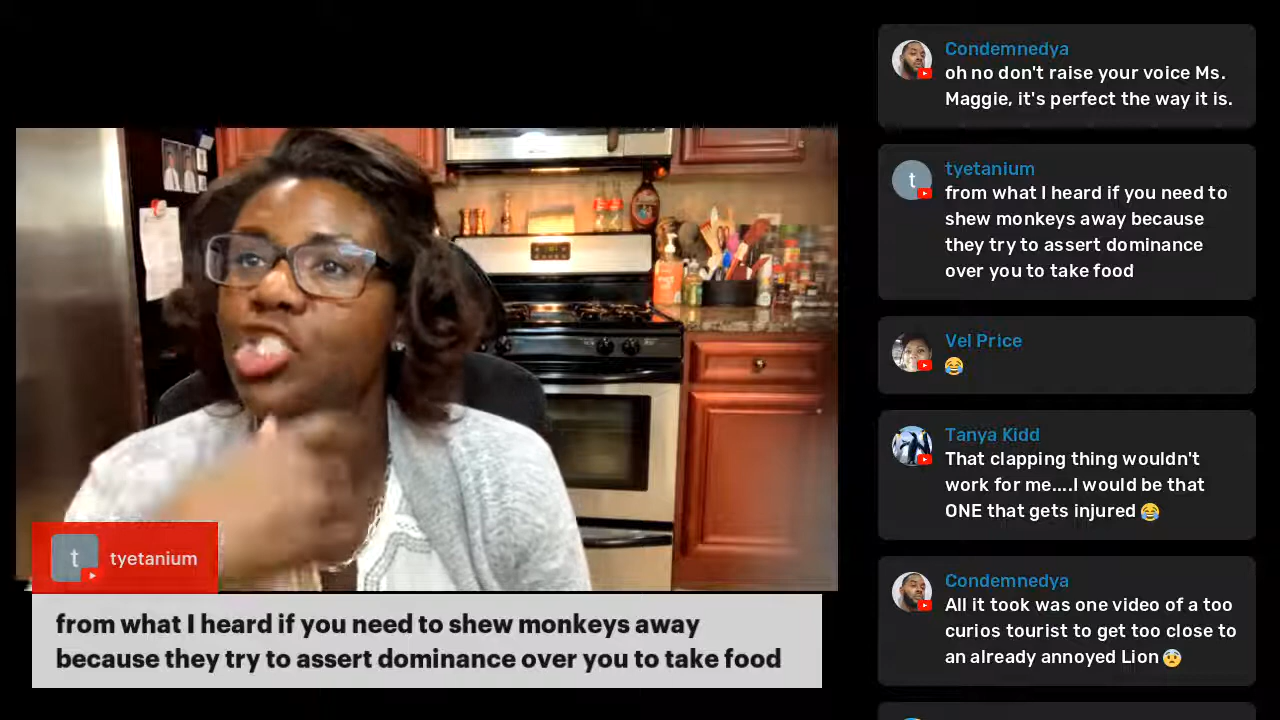 Condemnedya
oh no don't raise your voice Ms.
Maggie, it's perfect the way it is.
t
tyetanium
from what I heard if you need to
shew monkeys away because
they try to assert dominance
over you to take food
Vel Price
😂
Tanya Kidd
That clapping thing wouldn't
work for me....I would be that
ONE that gets injured 😂
Condemnedya
All it took was one video of a too
curios tourist to get too close to
an already annoyed Lion 😨
t
tyetanium
from what I heard if you need to shew monkeys away
because they try to assert dominance over you to take food